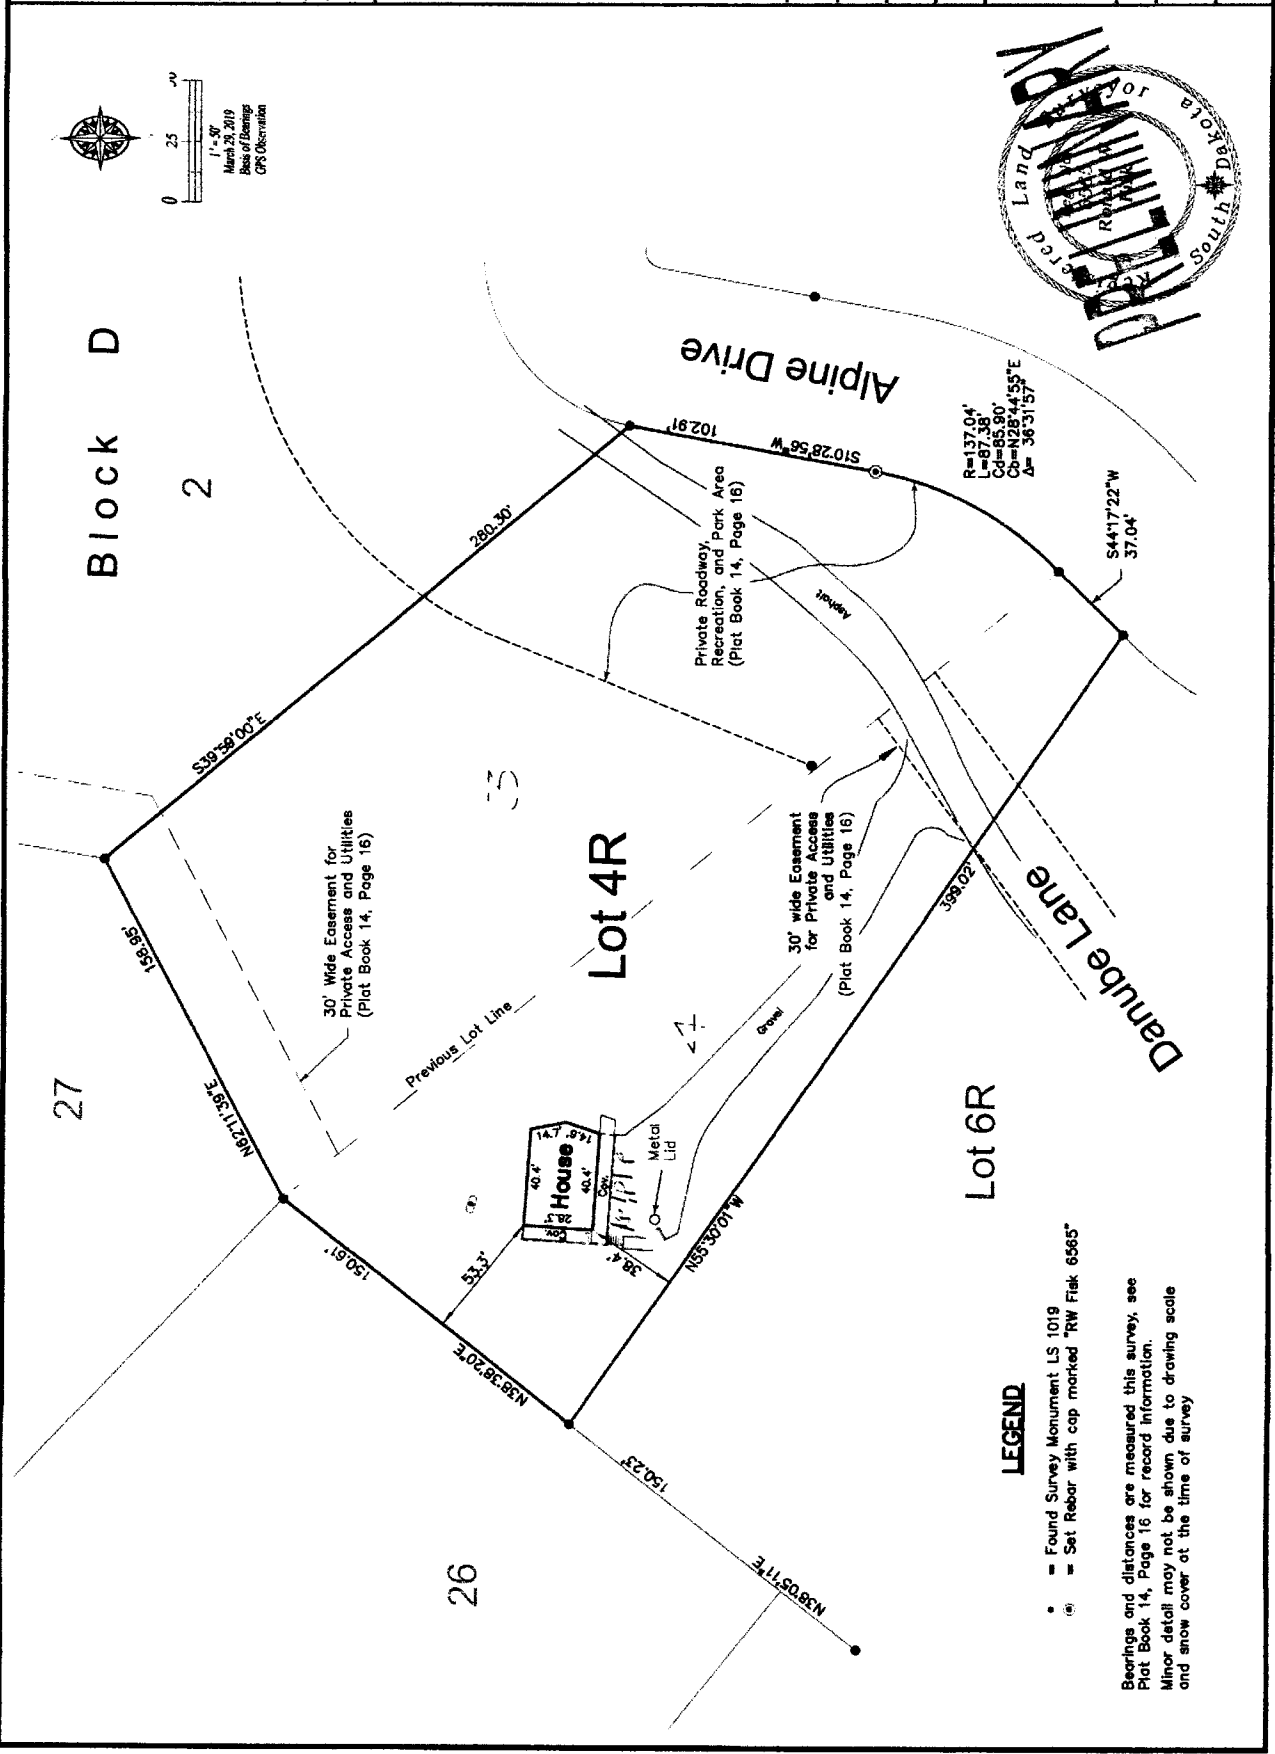 Block D
2
27
26
3
4
Lot 4R
Lot 6R
0
25
1" = 50'
March 29, 2019
Basis of Bearings
GPS Observation
S39°59'00"E
280.30'
158.95'
N62°11'39"E
150.61'
N38°38'20"E
150.23'
N38°05'11"E
30' Wide Easement for
Private Access and Utilities
(Plat Book 14, Page 16)
Previous Lot Line
Private Roadway,
Recreation, and Park Area
(Plat Book 14, Page 16)
Alpine Drive
102.91'
S10°28'56"W
R=137.04'
L=87.38'
Cd=85.90'
Cb=N28°44'55"E
Δ= 36°31'57"
S44°17'22"W
37.04'
Asphalt
30' wide Easement
for Private Access
and Utilities
(Plat Book 14, Page 16)
399.02'
Danube Lane
Gravel
N55°30'01"W
House
40.4'
40.4'
14.7'
14.6'
28.3'
Cov.
Cov.
53.3'
38.4'
Metal
Lid
LEGEND
• = Found Survey Monument LS 1019
= Set Rebar with cap marked "RW Fisk 6565"
Bearings and distances are measured this survey, see
Plat Book 14, Page 16 for record information.
Minor detail may not be shown due to drawing scale
and snow cover at the time of survey
Land Surveyor
South Dakota
Ronald W
PRELIMINARY